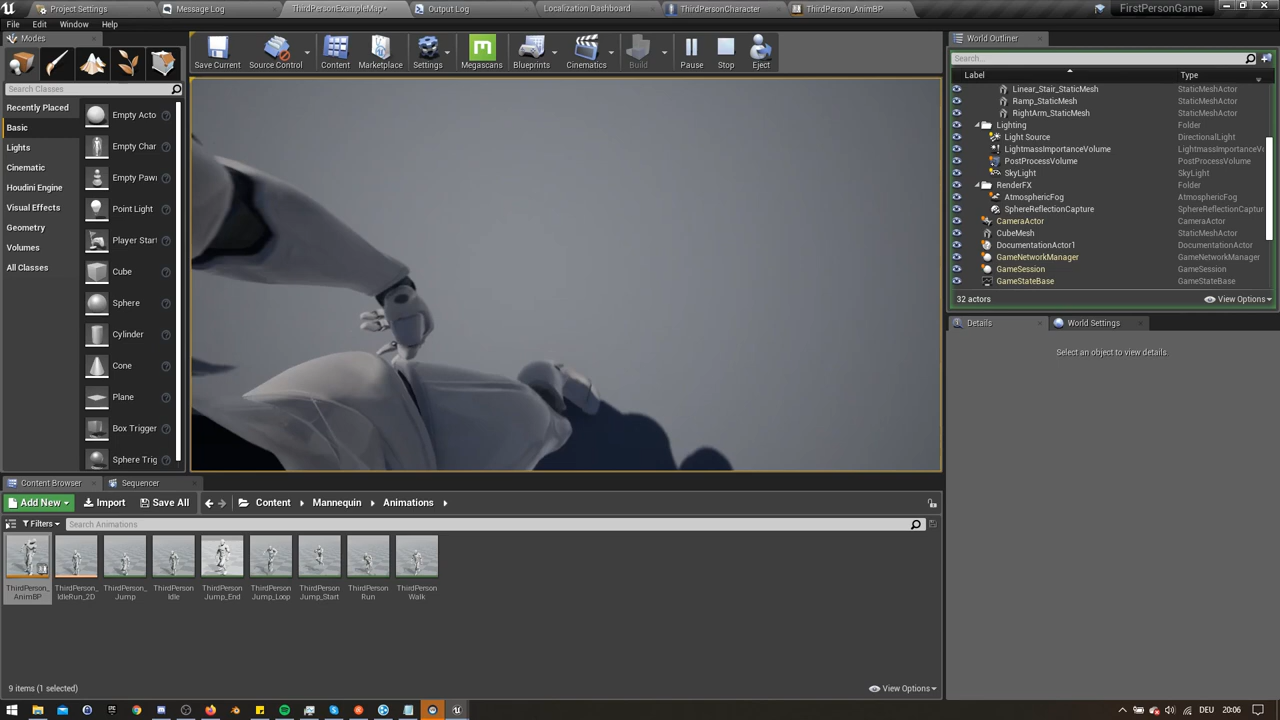 Project Settings
Message Log
ThirdPersonExampleMap*
Output Log
Localization Dashboard
ThirdPersonCharacter
ThirdPerson_AnimBP
FirstPersonGame
File
Edit
Window
Help
Modes
Search Classes
Recently Placed
Basic
Lights
Cinematic
Houdini Engine
Visual Effects
Geometry
Volumes
All Classes
Empty Acto
Empty Char
Empty Pawn
Point Light
Player Start
Cube
Sphere
Cylinder
Cone
Plane
Box Trigger
Sphere Trig
Save Current
Source Control
Content
Marketplace
Settings
Megascans
Blueprints
Cinematics
Build
Pause
Stop
Eject
World Outliner
Search...
Label
Type
Linear_Stair_StaticMesh StaticMeshActor
Ramp_StaticMesh StaticMeshActor
RightArm_StaticMesh StaticMeshActor
Lighting Folder
Light Source DirectionalLight
LightmassImportanceVolume LightmassImportanceV
PostProcessVolume PostProcessVolume
SkyLight SkyLight
RenderFX Folder
AtmosphericFog AtmosphericFog
SphereReflectionCapture SphereReflectionCaptur
CameraActor CameraActor
CubeMesh StaticMeshActor
DocumentationActor1 DocumentationActor
GameNetworkManager GameNetworkManager
GameSession GameSession
GameStateBase GameStateBase
32 actors
View Options
Details
World Settings
Select an object to view details.
Content Browser
Sequencer
Add New
Import
Save All
Content
Mannequin
Animations
Filters
Search Animations
ThirdPerson_
AnimBP
ThirdPerson_
IdleRun_2D
ThirdPerson_
Jump
ThirdPerson
Idle
ThirdPerson
Jump_End
ThirdPerson
Jump_Loop
ThirdPerson
Jump_Start
ThirdPerson
Run
ThirdPerson
Walk
9 items (1 selected)
View Options
DEU
20:06